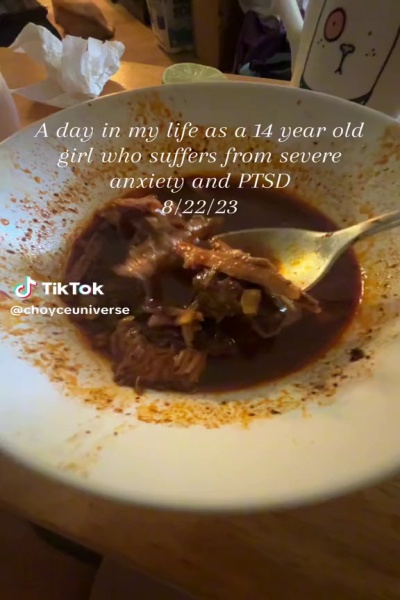 A day in my life as a 14 year old
girl who suffers from severe
anxiety and PTSD
8/22/23
TikTok
@choyceuniverse